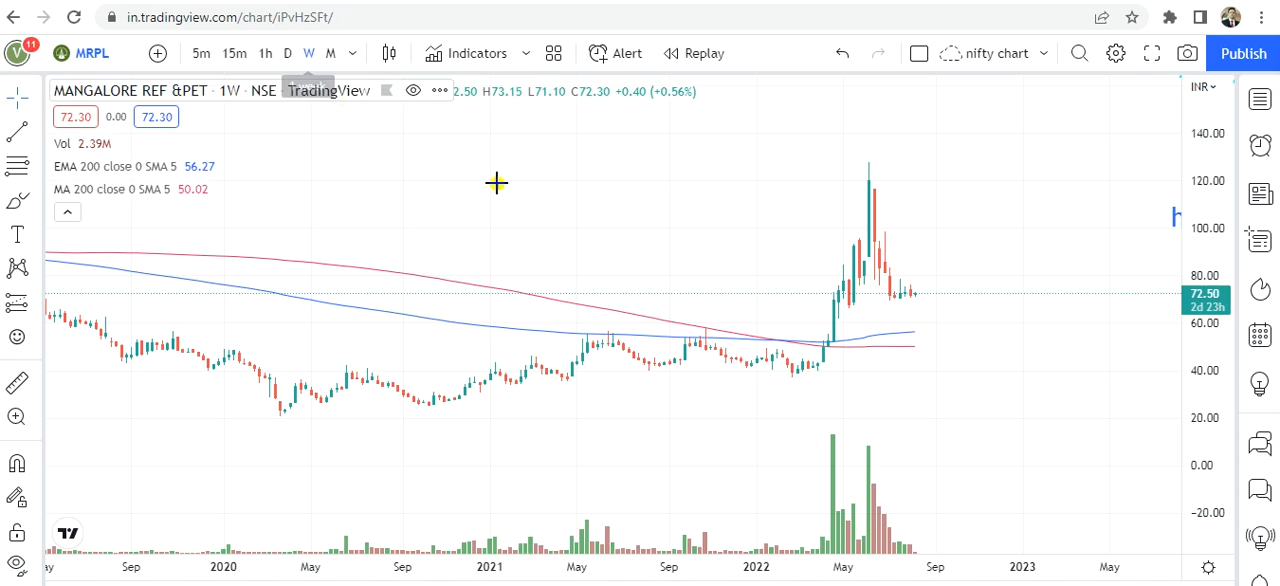 in.tradingview.com/chart/iPvHzSFt/
V 11 MRPL 5m 15m 1h D W M Indicators Alert Replay nifty chart Publish
MANGALORE REF &PET · 1W · NSE TradingView 2.50 H73.15 L71.10 C72.30 +0.40 (+0.56%)
INR
72.30 0.00 72.30
Vol 2.39M
EMA 200 close 0 SMA 5 56.27
MA 200 close 0 SMA 5 50.02
140.00
120.00
100.00
80.00
72.50
2d 23h
60.00
40.00
20.00
0.00
−20.00
Sep 2020 May Sep 2021 May Sep 2022 May Sep 2023 May